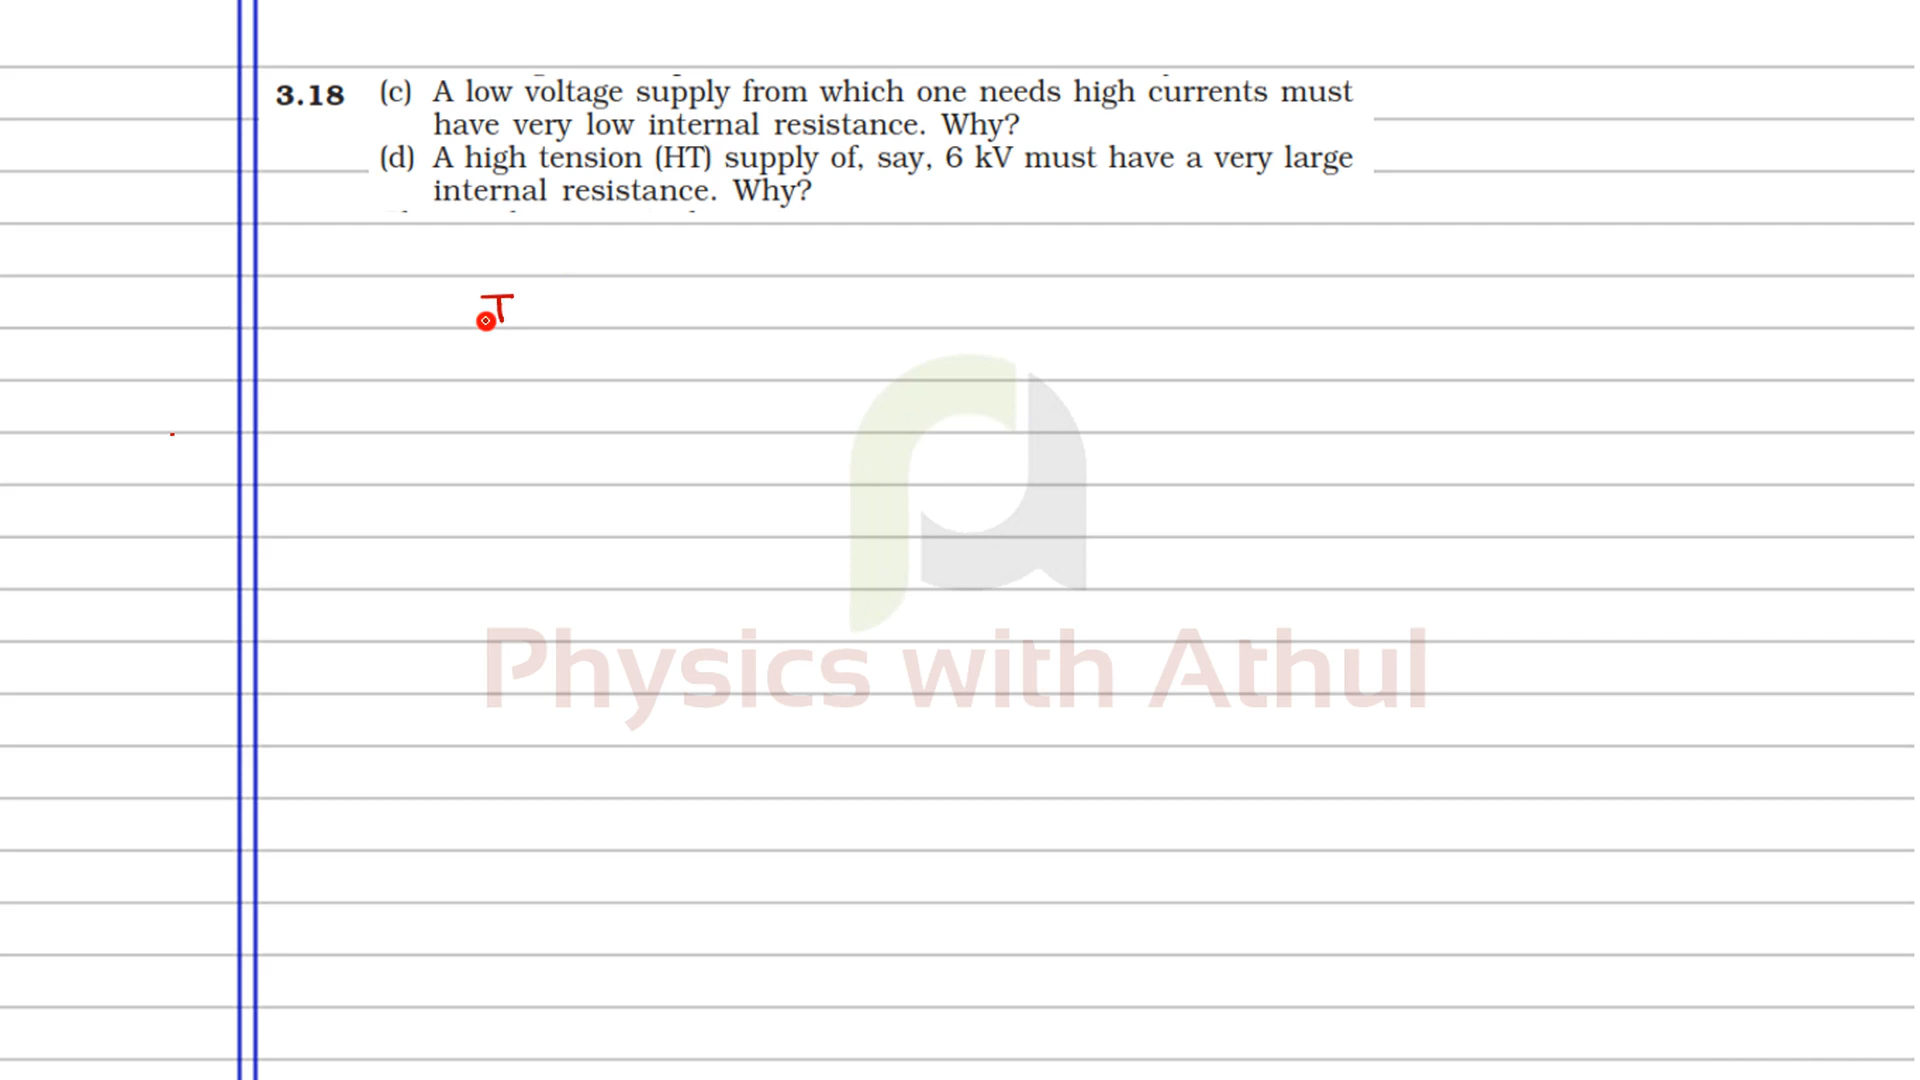 3.18 (c) A low voltage supply from which one needs high currents must
have very low internal resistance. Why?
(d) A high tension (HT) supply of, say, 6 kV must have a very large
internal resistance. Why?
Physics with Athul